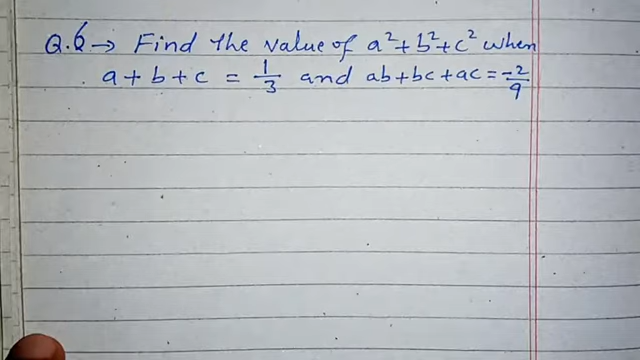 Q.6→ Find the value of a²+b²+c² when
a+b+c = 1/3 and ab+bc+ac = -2/9